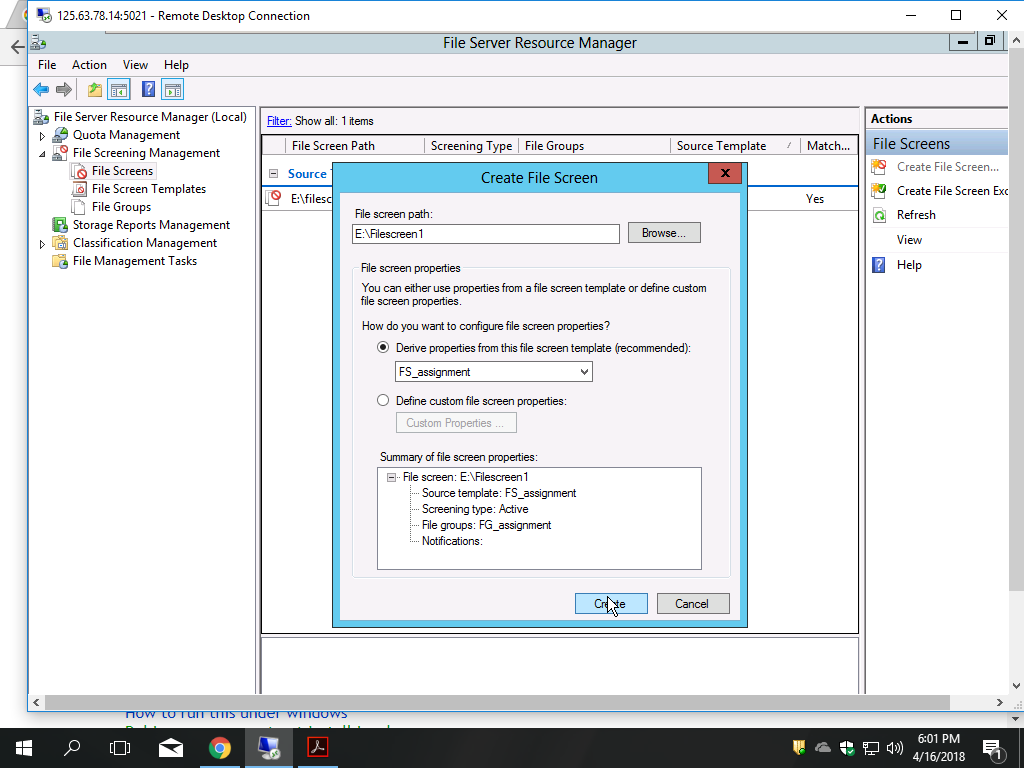 125.63.78.14:5021 - Remote Desktop Connection
File Server Resource Manager
File Action View Help
File Server Resource Manager (Local)
Quota Management
File Screening Management
File Screens
File Screen Templates
File Groups
Storage Reports Management
Classification Management
File Management Tasks
Filter: Show all: 1 items
File Screen Path Screening Type File Groups Source Template Match...
Source
E:\filesc Yes
Create File Screen
File screen path:
E:\Filescreen1 Browse...
File screen properties
You can either use properties from a file screen template or define custom
file screen properties.
How do you want to configure file screen properties?
Derive properties from this file screen template (recommended):
FS_assignment
Define custom file screen properties:
Custom Properties ...
Summary of file screen properties:
File screen: E:\Filescreen1
Source template: FS_assignment
Screening type: Active
File groups: FG_assignment
Notifications:
Create Cancel
Actions
File Screens
Create File Screen...
Create File Screen Exc
Refresh
View
Help
How to run this under windows
6:01 PM
4/16/2018
1